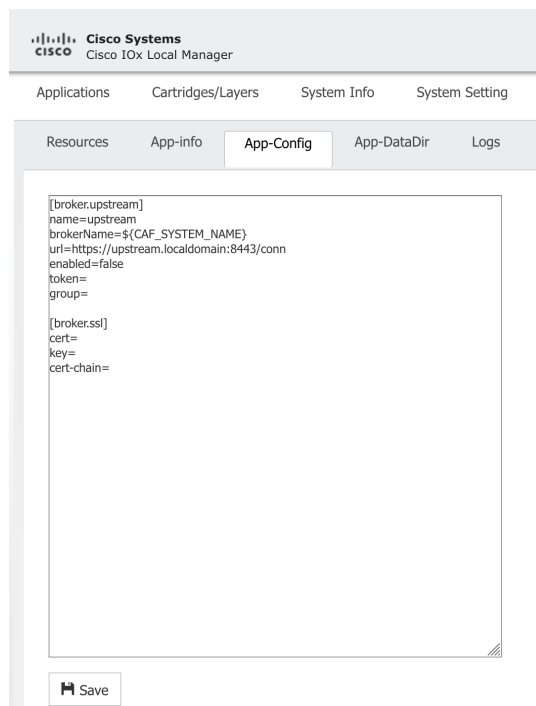 Cisco Systems
CISCO Cisco IOx Local Manager
Applications Cartridges/Layers System Info System Setting
Resources App-info App-Config App-DataDir Logs
[broker.upstream]
name=upstream
brokerName=${CAF_SYSTEM_NAME}
url=https://upstream.localdomain:8443/conn
enabled=false
token=
group=
[broker.ssl]
cert=
key=
cert-chain=
Save